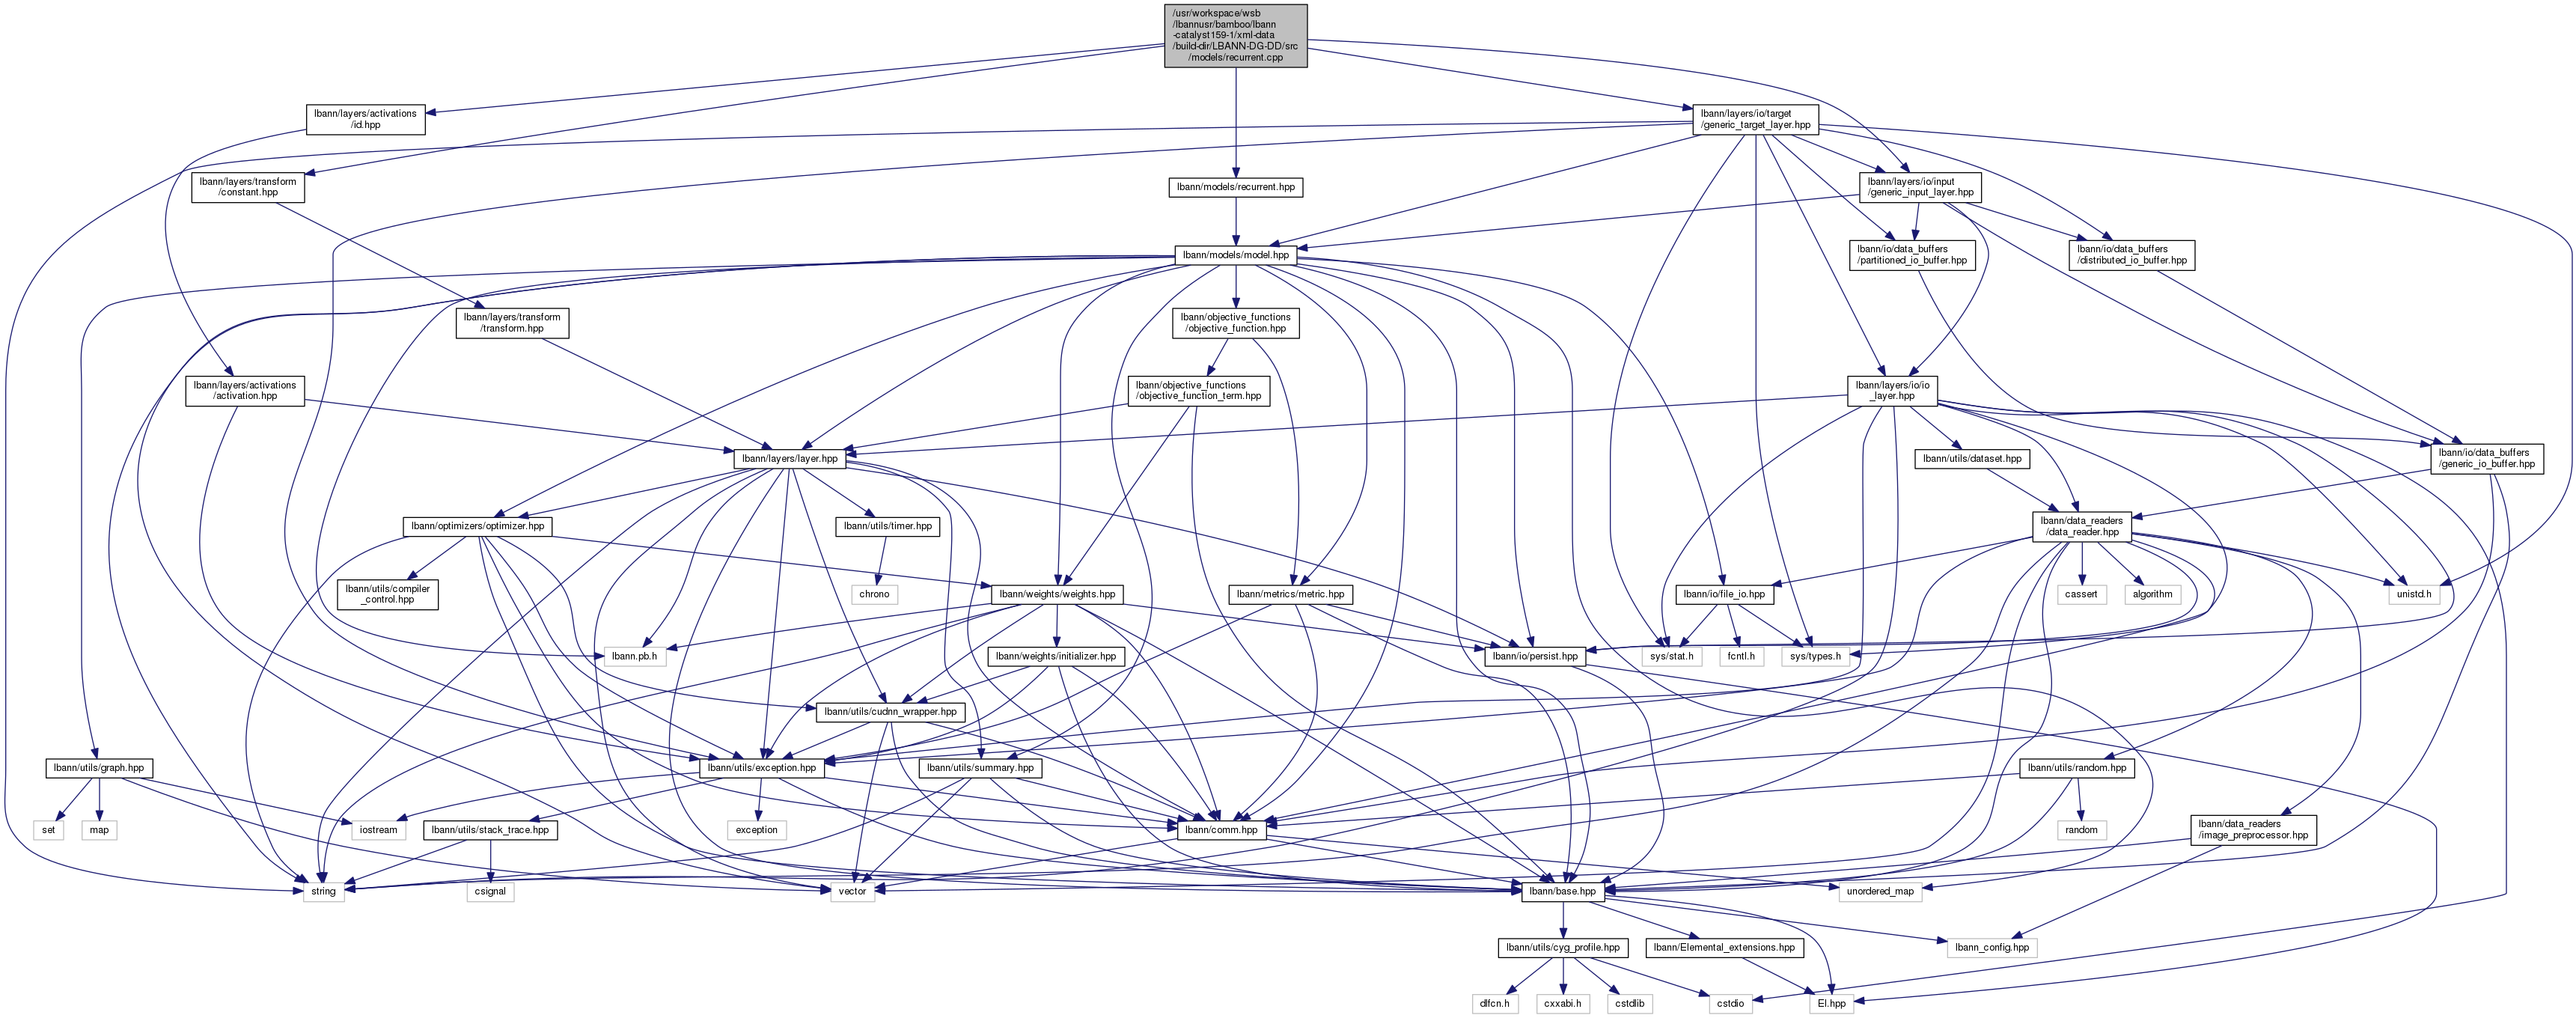 /usr/workspace/wsb
/lbannusr/bamboo/lbann
-catalyst159-1/xml-data
/build-dir/LBANN-DG-DD/src
/models/recurrent.cpp
lbann/layers/activations
/id.hpp
lbann/layers/io/target
/generic_target_layer.hpp
lbann/layers/transform
/constant.hpp
lbann/models/recurrent.hpp
lbann/layers/io/input
/generic_input_layer.hpp
lbann/models/model.hpp
lbann/io/data_buffers
/partitioned_io_buffer.hpp
lbann/io/data_buffers
/distributed_io_buffer.hpp
lbann/layers/transform
/transform.hpp
lbann/objective_functions
/objective_function.hpp
lbann/layers/activations
/activation.hpp
lbann/objective_functions
/objective_function_term.hpp
lbann/layers/io/io
_layer.hpp
lbann/layers/layer.hpp
lbann/utils/dataset.hpp
lbann/io/data_buffers
/generic_io_buffer.hpp
lbann/optimizers/optimizer.hpp
lbann/utils/timer.hpp
lbann/data_readers
/data_reader.hpp
lbann/utils/compiler
_control.hpp
chrono
lbann/weights/weights.hpp
lbann/metrics/metric.hpp
lbann/io/file_io.hpp
cassert
algorithm
unistd.h
lbann.pb.h
lbann/weights/initializer.hpp
lbann/io/persist.hpp
sys/stat.h
fcntl.h
sys/types.h
lbann/utils/cudnn_wrapper.hpp
lbann/utils/graph.hpp
lbann/utils/exception.hpp
lbann/utils/summary.hpp
lbann/utils/random.hpp
set
map
iostream
lbann/utils/stack_trace.hpp
exception
lbann/comm.hpp
random
lbann/data_readers
/image_preprocessor.hpp
string
csignal
vector
lbann/base.hpp
unordered_map
lbann/utils/cyg_profile.hpp
lbann/Elemental_extensions.hpp
lbann_config.hpp
dlfcn.h
cxxabi.h
cstdlib
cstdio
El.hpp